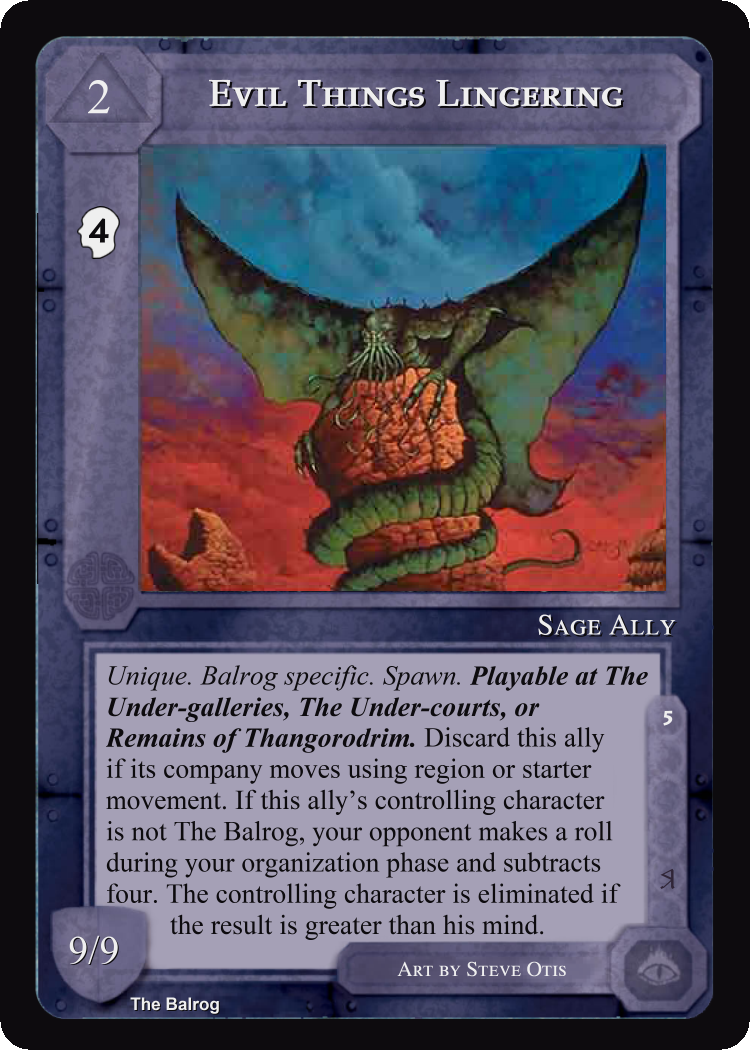 2
Evil Things Lingering
4
Sage Ally
Unique. Balrog specific. Spawn. Playable at The
Under-galleries, The Under-courts, or
Remains of Thangorodrim. Discard this ally
if its company moves using region or starter
movement. If this ally’s controlling character
is not The Balrog, your opponent makes a roll
during your organization phase and subtracts
four. The controlling character is eliminated if
the result is greater than his mind.
5
9/9
Art by Steve Otis
The Balrog